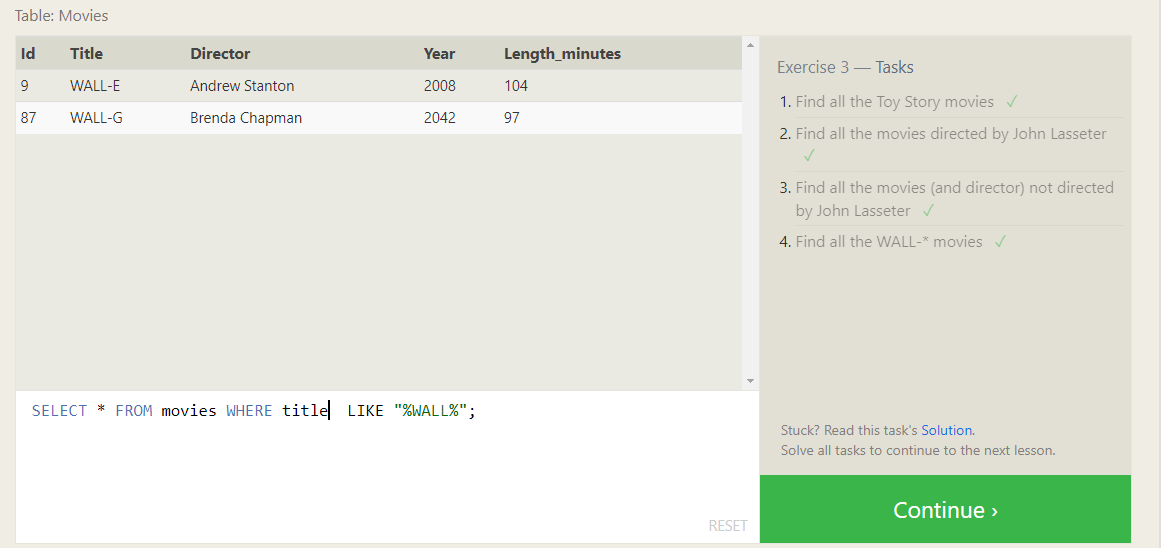 Table: Movies
Id Title Director Year Length_minutes
9 WALL-E Andrew Stanton 2008 104
87 WALL-G Brenda Chapman 2042 97
SELECT * FROM movies WHERE title  LIKE "%WALL%";
RESET
Exercise 3 — Tasks
1. Find all the Toy Story movies ✓
2. Find all the movies directed by John Lasseter
✓
3. Find all the movies (and director) not directed
by John Lasseter ✓
4. Find all the WALL-* movies ✓
Stuck? Read this task's Solution.
Solve all tasks to continue to the next lesson.
Continue ›